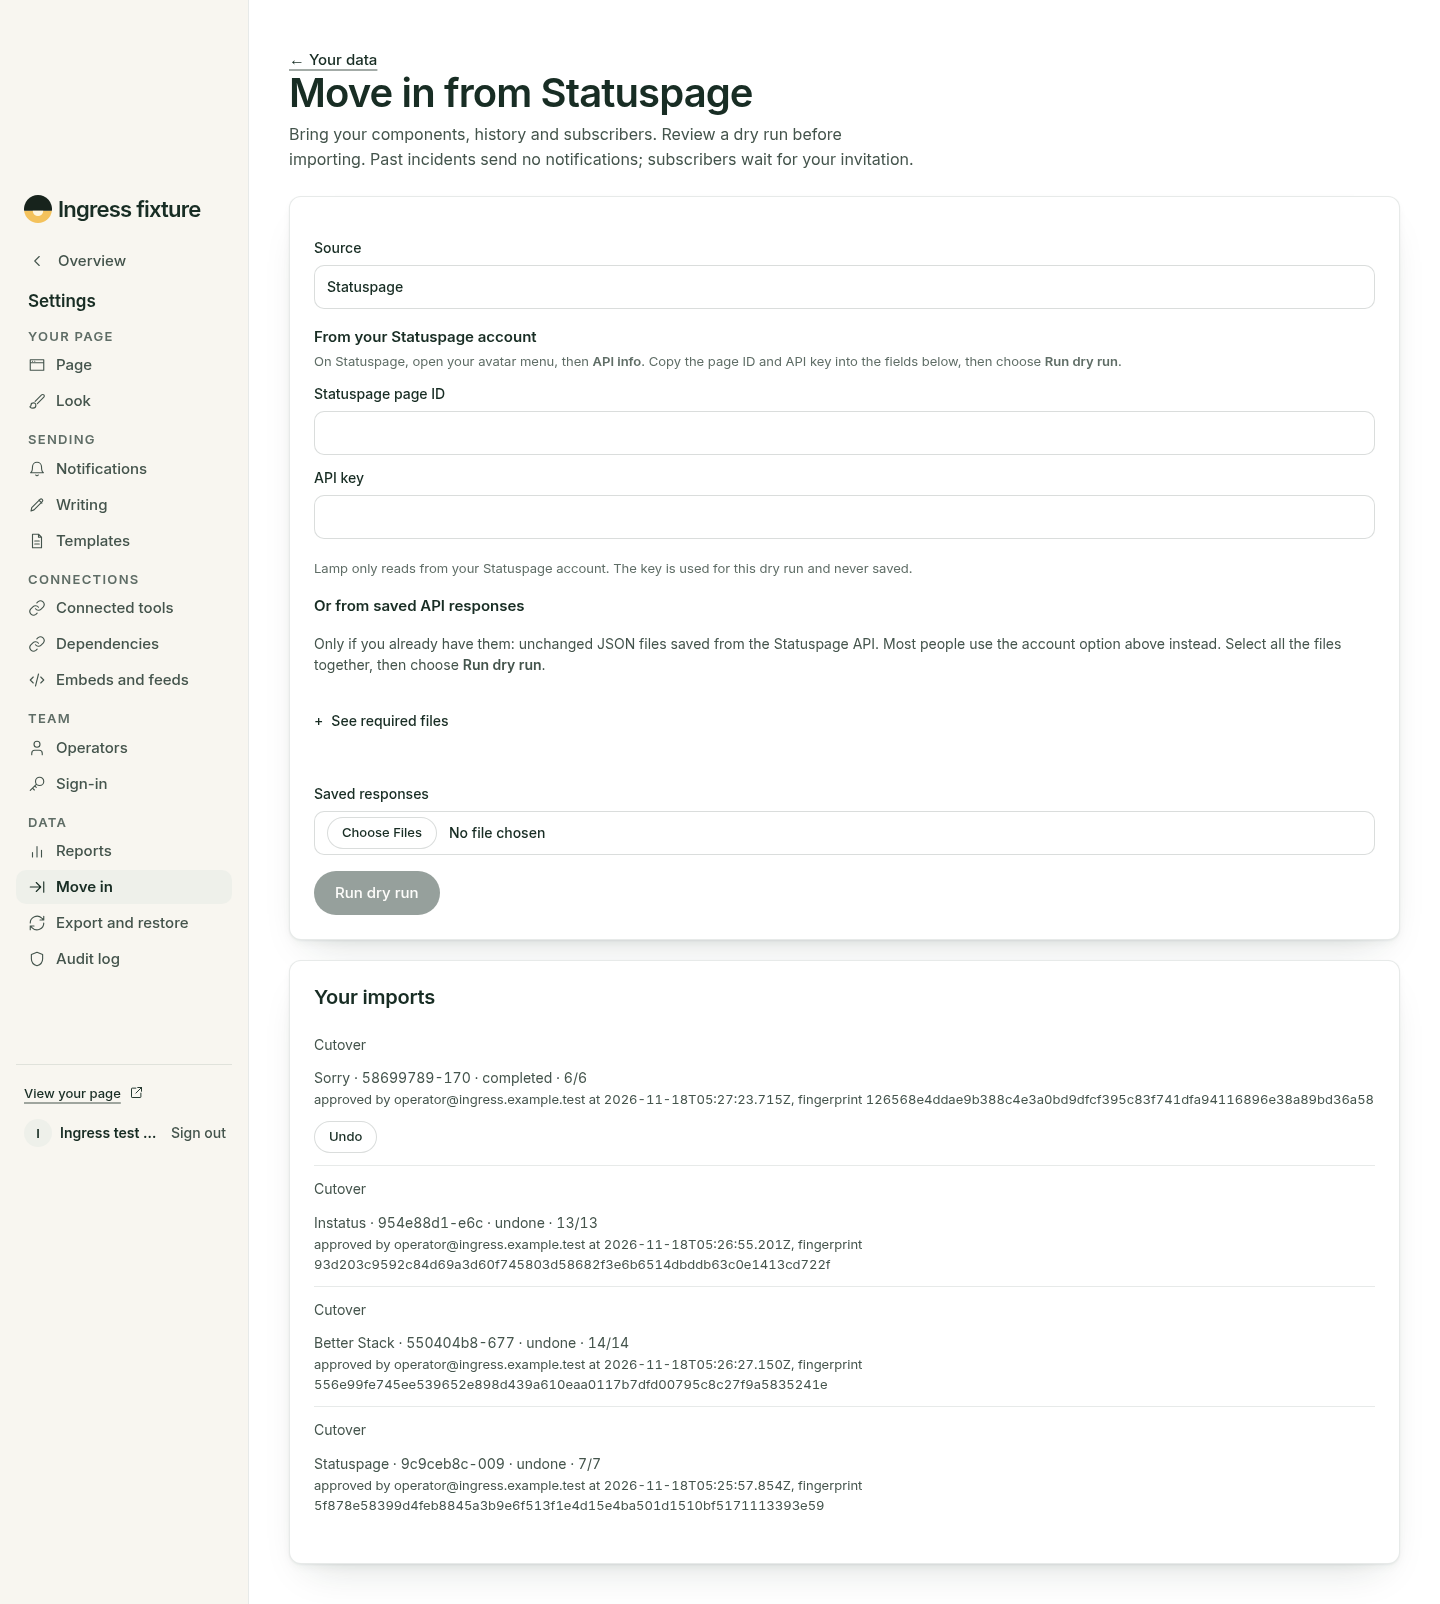 Ingress fixture
Overview
Settings
YOUR PAGE
Page
Look
SENDING
Notifications
Writing
Templates
CONNECTIONS
Connected tools
Dependencies
Embeds and feeds
TEAM
Operators
Sign-in
DATA
Reports
Move in
Export and restore
Audit log
View your page
I Ingress test ... Sign out
← Your data
Move in from Statuspage
Bring your components, history and subscribers. Review a dry run before
importing. Past incidents send no notifications; subscribers wait for your invitation.
Source
Statuspage
From your Statuspage account
On Statuspage, open your avatar menu, then API info. Copy the page ID and API key into the fields below, then choose Run dry run.
Statuspage page ID
API key
Lamp only reads from your Statuspage account. The key is used for this dry run and never saved.
Or from saved API responses
Only if you already have them: unchanged JSON files saved from the Statuspage API. Most people use the account option above instead. Select all the files
together, then choose Run dry run.
+ See required files
Saved responses
Choose Files No file chosen
Run dry run
Your imports
Cutover
Sorry · 58699789-170 · completed · 6/6
approved by operator@ingress.example.test at 2026-11-18T05:27:23.715Z, fingerprint 126568e4ddae9b388c4e3a0bd9dfcf395c83f741dfa94116896e38a89bd36a58
Undo
Cutover
Instatus · 954e88d1-e6c · undone · 13/13
approved by operator@ingress.example.test at 2026-11-18T05:26:55.201Z, fingerprint
93d203c9592c84d69a3d60f745803d58682f3e6b6514dbddb63c0e1413cd722f
Cutover
Better Stack · 550404b8-677 · undone · 14/14
approved by operator@ingress.example.test at 2026-11-18T05:26:27.150Z, fingerprint
556e99fe745ee539652e898d439a610eaa0117b7dfd00795c8c27f9a5835241e
Cutover
Statuspage · 9c9ceb8c-009 · undone · 7/7
approved by operator@ingress.example.test at 2026-11-18T05:25:57.854Z, fingerprint
5f878e58399d4feb8845a3b9e6f513f1e4d15e4ba501d1510bf5171113393e59